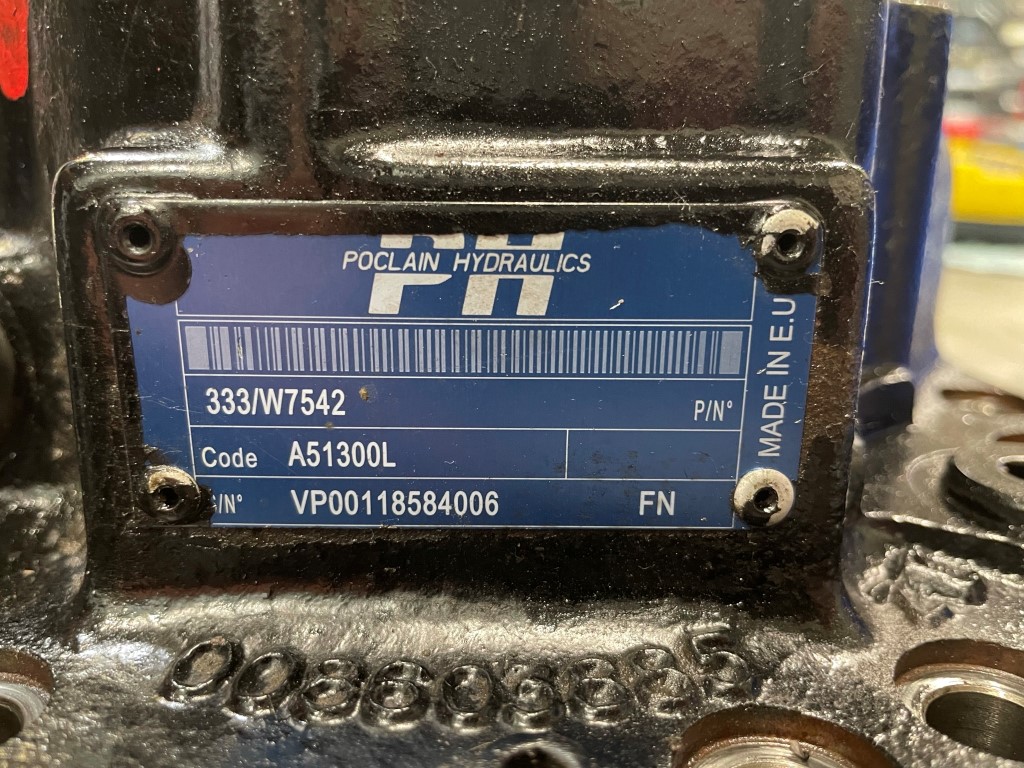 PH
POCLAIN HYDRAULICS
333/W7542 P/N°
Code A51300L
/N° VP00118584006 FN
MADE IN E.U